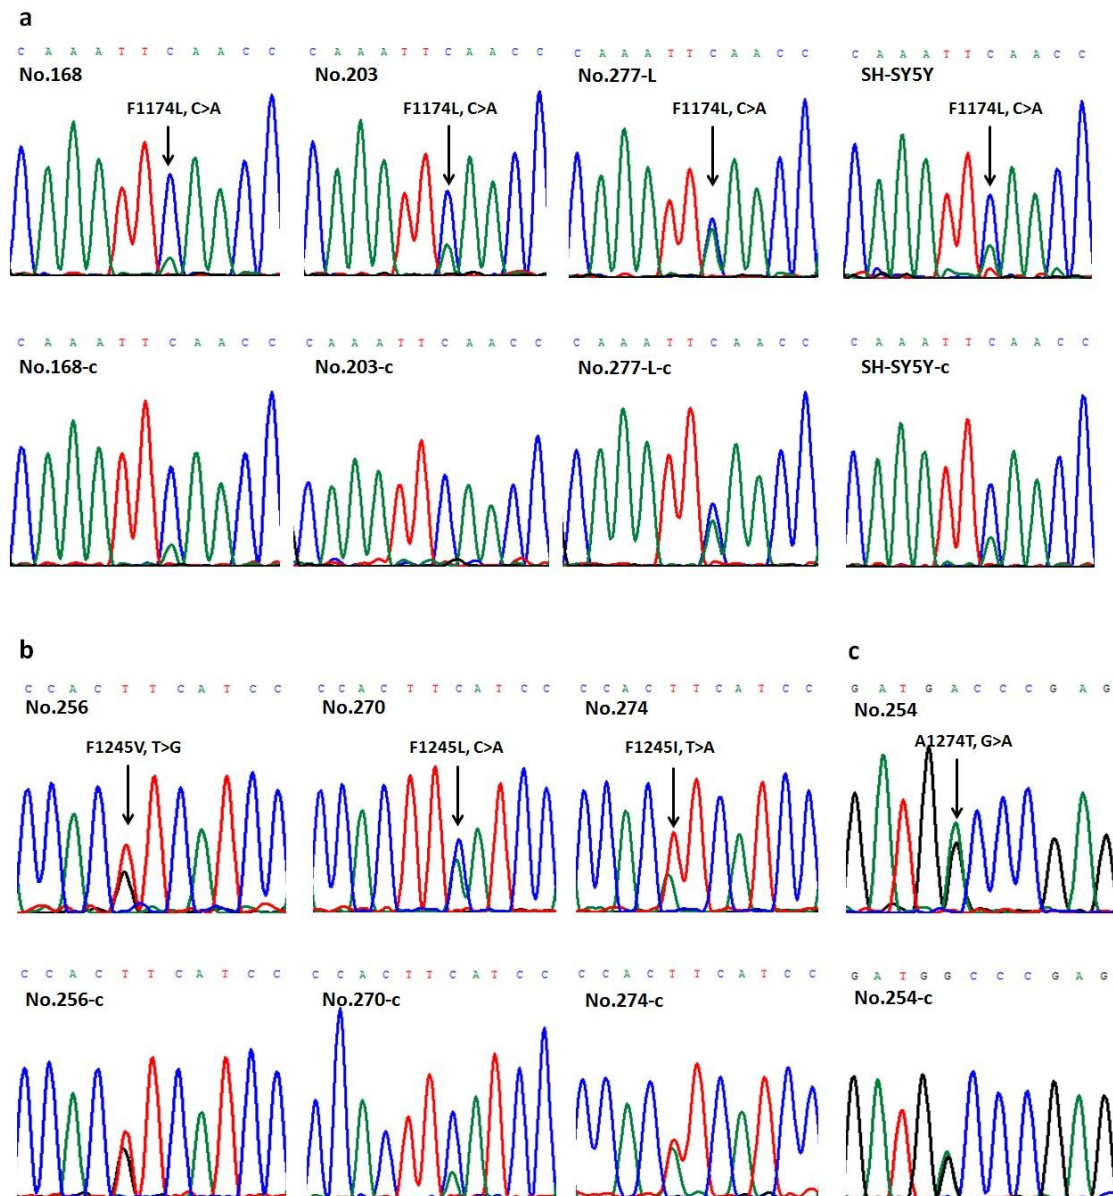 a
C A A A T T C A A C C C A A A T T C A A C C C A A A T T C A A C C C A A A T T C A A C C
No.168 No.203 No.277-L SH-SY5Y
F1174L, C>A F1174L, C>A F1174L, C>A F1174L, C>A
C A A A T T C A A C C C A A A T T C A A C C C A A A T T C A A C C C A A A T T C A A C C
No.168-c No.203-c No.277-L-c SH-SY5Y-c
b c
C C A C T T C A T C C C C A C T T C A T C C C C A C T T C A T C C G A T G A C C C G A G
No.256 No.270 No.274 No.254
F1245V, T>G F1245L, C>A F1245I, T>A A1274T, G>A
C C A C T T C A T C C C C A C T T C A T C C C C A C T T C A T C C G A T G G C C C G A G
No.256-c No.270-c No.274-c No.254-c